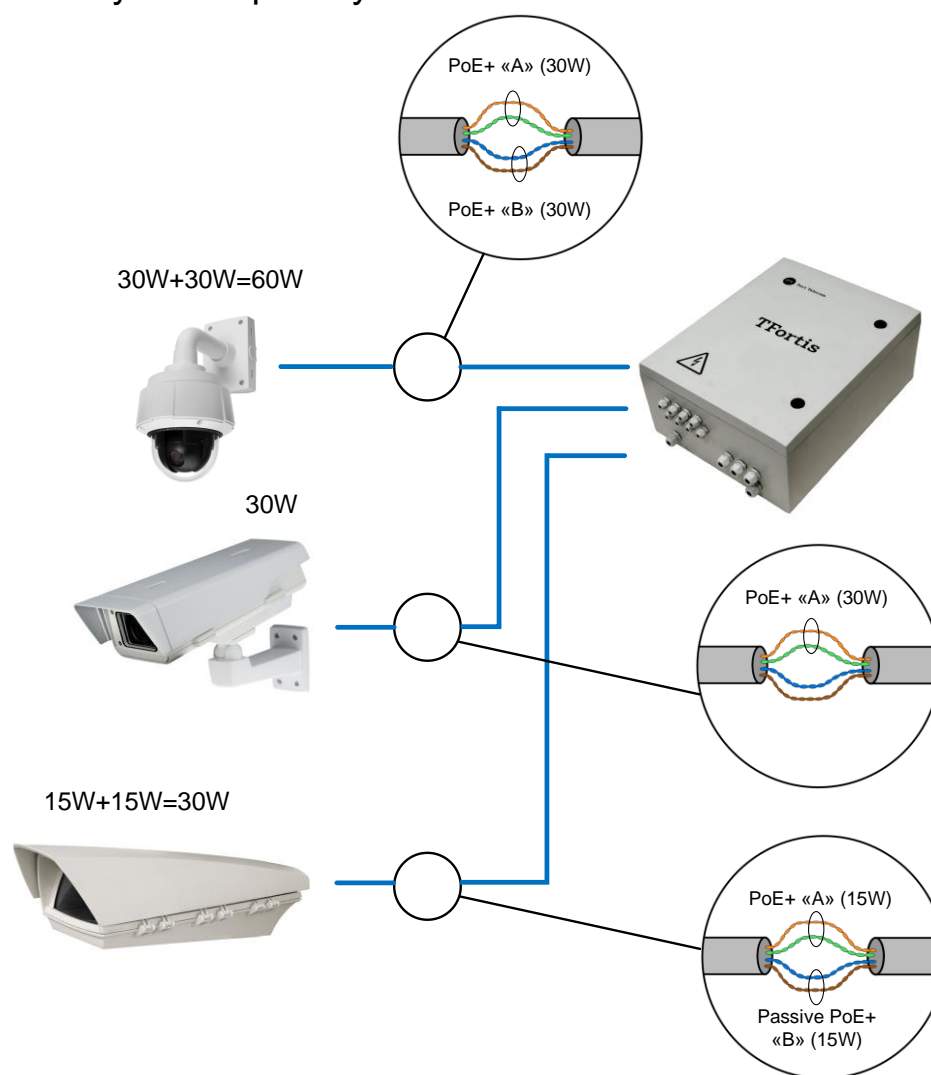 PoE+ «A» (30W)
PoE+ «B» (30W)
30W+30W=60W
TFortis
30W
PoE+ «A» (30W)
15W+15W=30W
PoE+ «A» (15W)
Passive PoE+
«B» (15W)